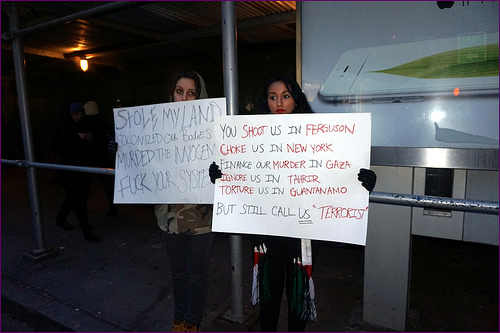 STOLE MY LAND
COLONIZED OUR BODIES
MURDERED THE INNOCEN
FUCK YOUR SYSTE
YOU SHOOT US IN FERGUSON
CHOKE US IN NEW YORK
FINANCE OUR MURDER IN GAZA
IGNORE US IN TAHRIR
TORTURE US IN GUANTANAMO
BUT STILL CALL US "TERRORIST"